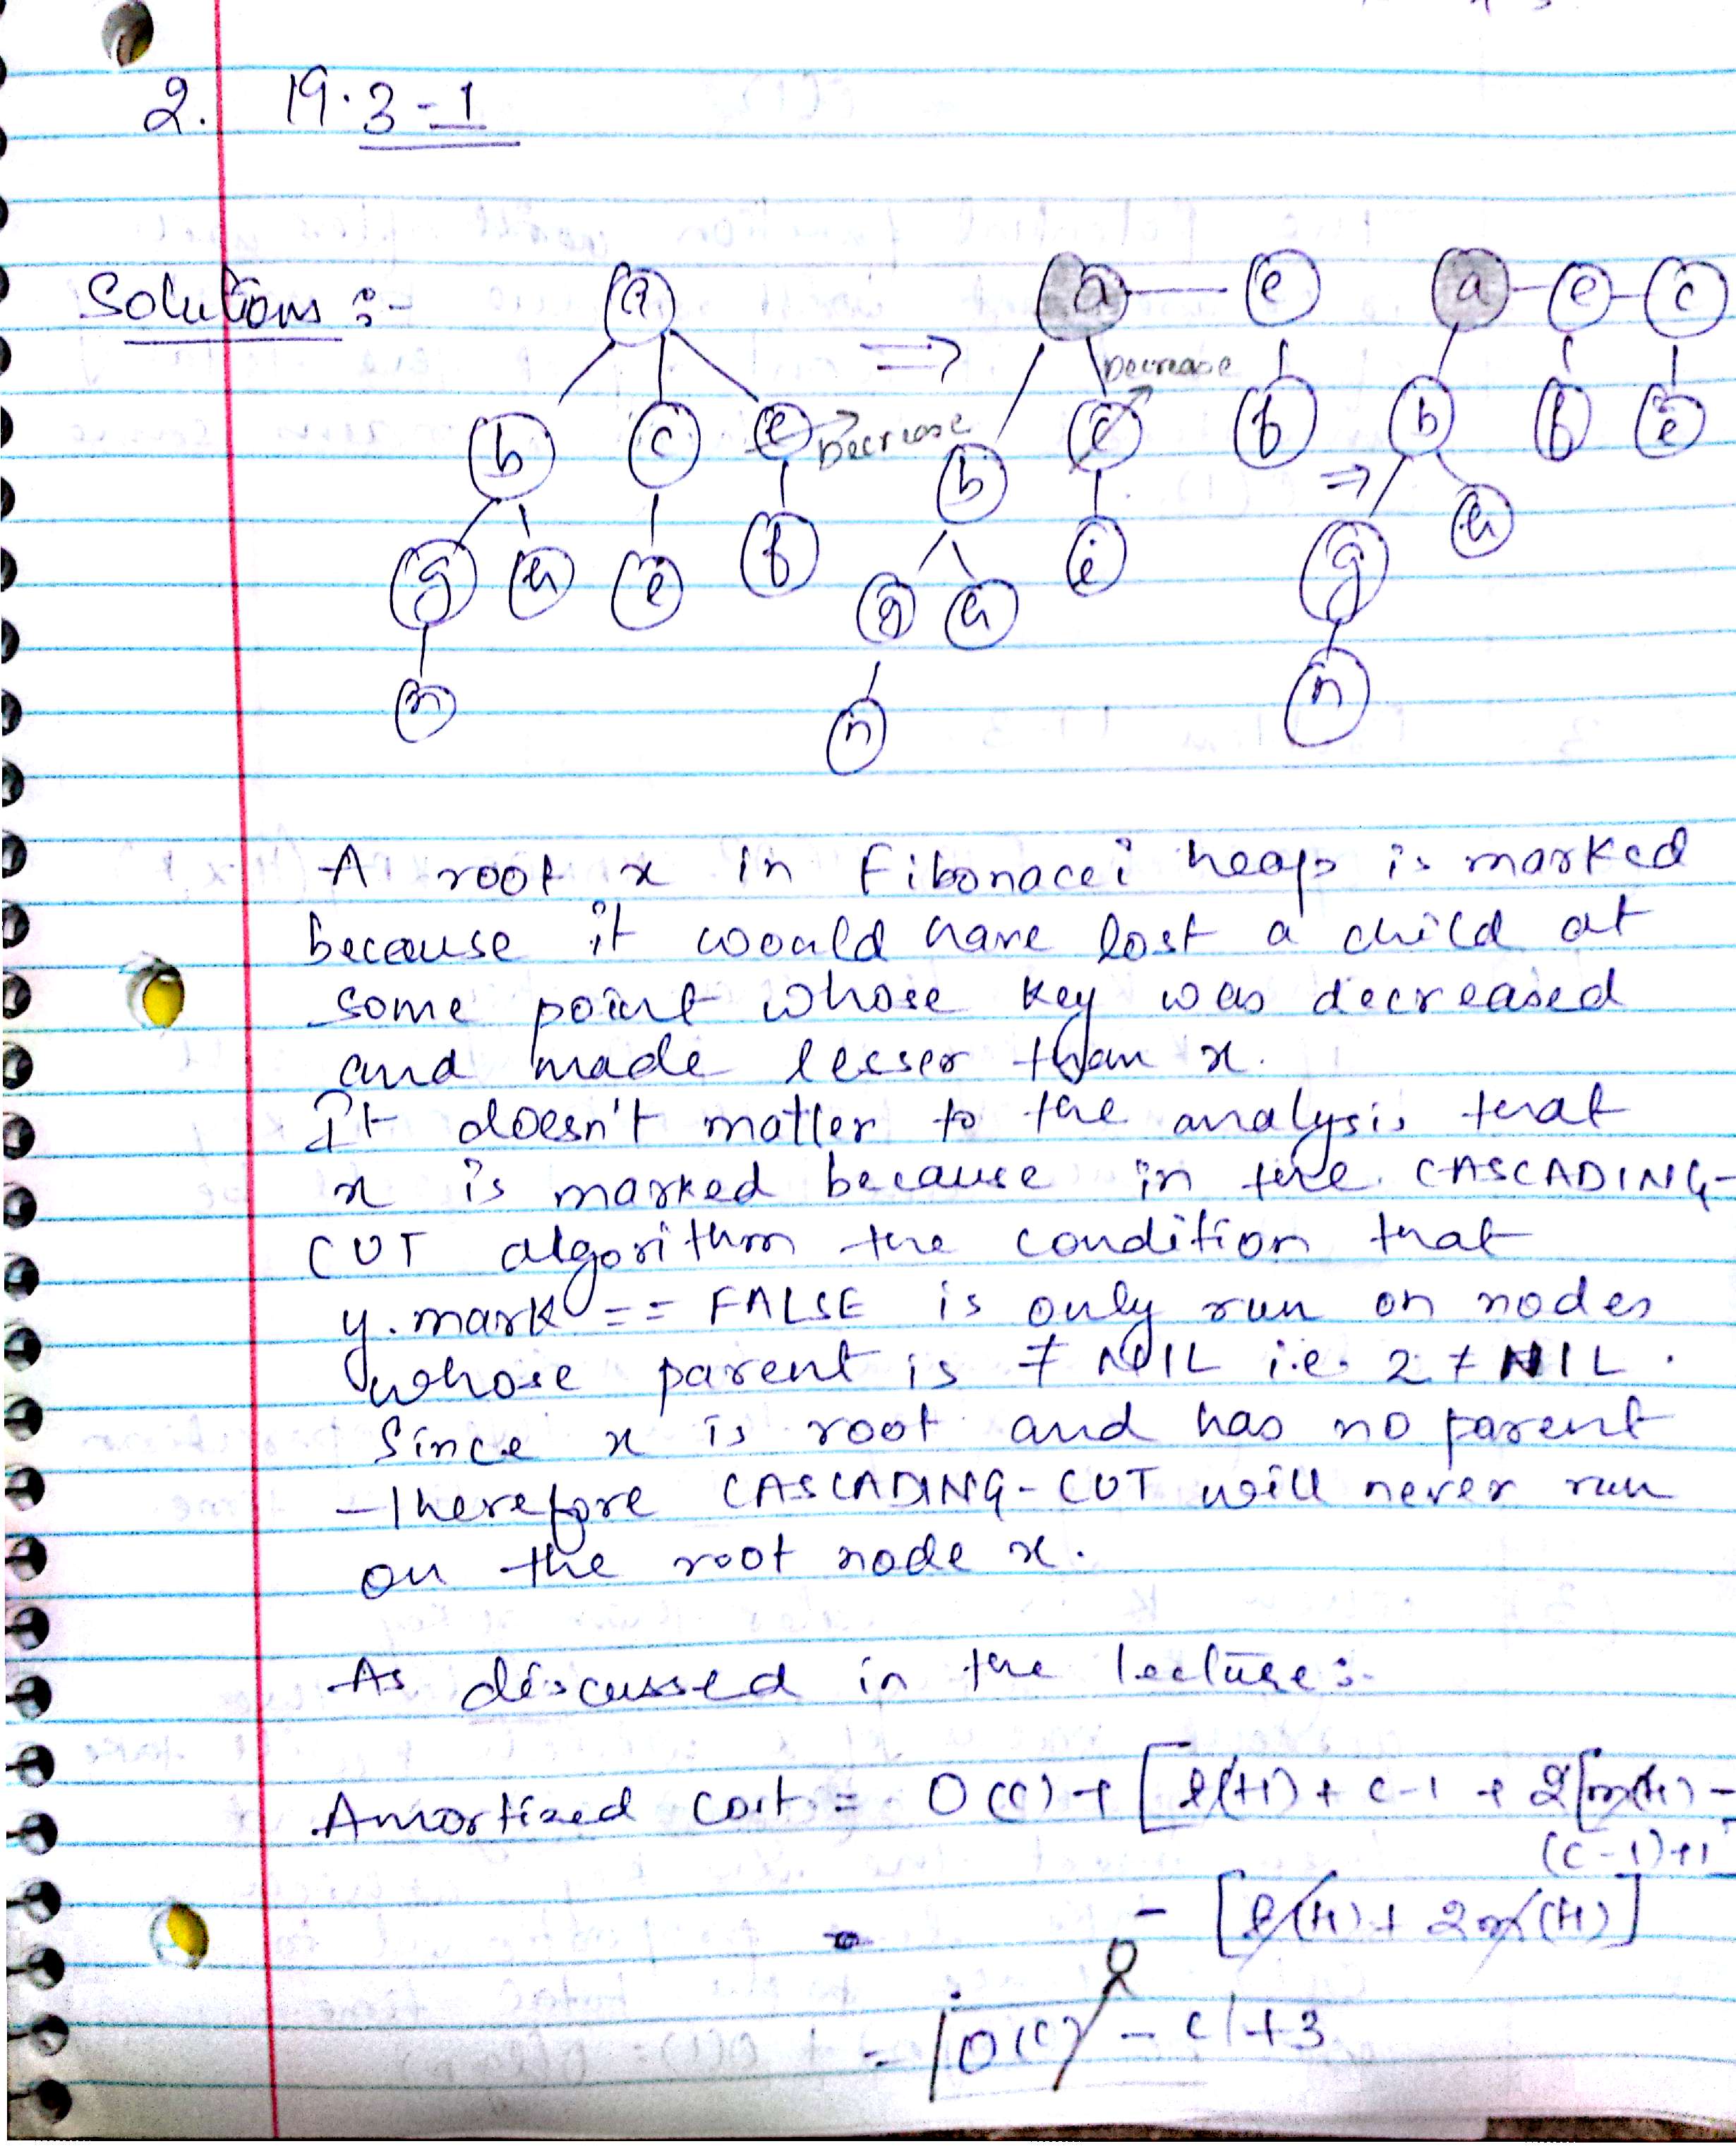 2. 19.3-1
Solution :-
a a e a e c
⇒ Decrease
b c e Decrease b c f b f i
⇒
g h i f g h i g h
n n n
A root x in Fibonacci heap is marked
because it would have lost a child at
some point whose key was decreased
and made lesser than x.
It doesn't matter to the analysis that
x is marked because in the CASCADING-
CUT algorithm the condition that
y.mark == FALSE is only run on nodes
whose parent is ≠ NIL i.e. z ≠ NIL.
Since x is root and has no parent
Therefore CASCADING-CUT will never run
on the root node x.
As discussed in the lecture:-
Amortized Cost = O(c) + [t(H) + c-1 + 2[m(H) -
(c-1)+1]
- [t(H) + 2m(H)]
= |O(c) - c| + 3